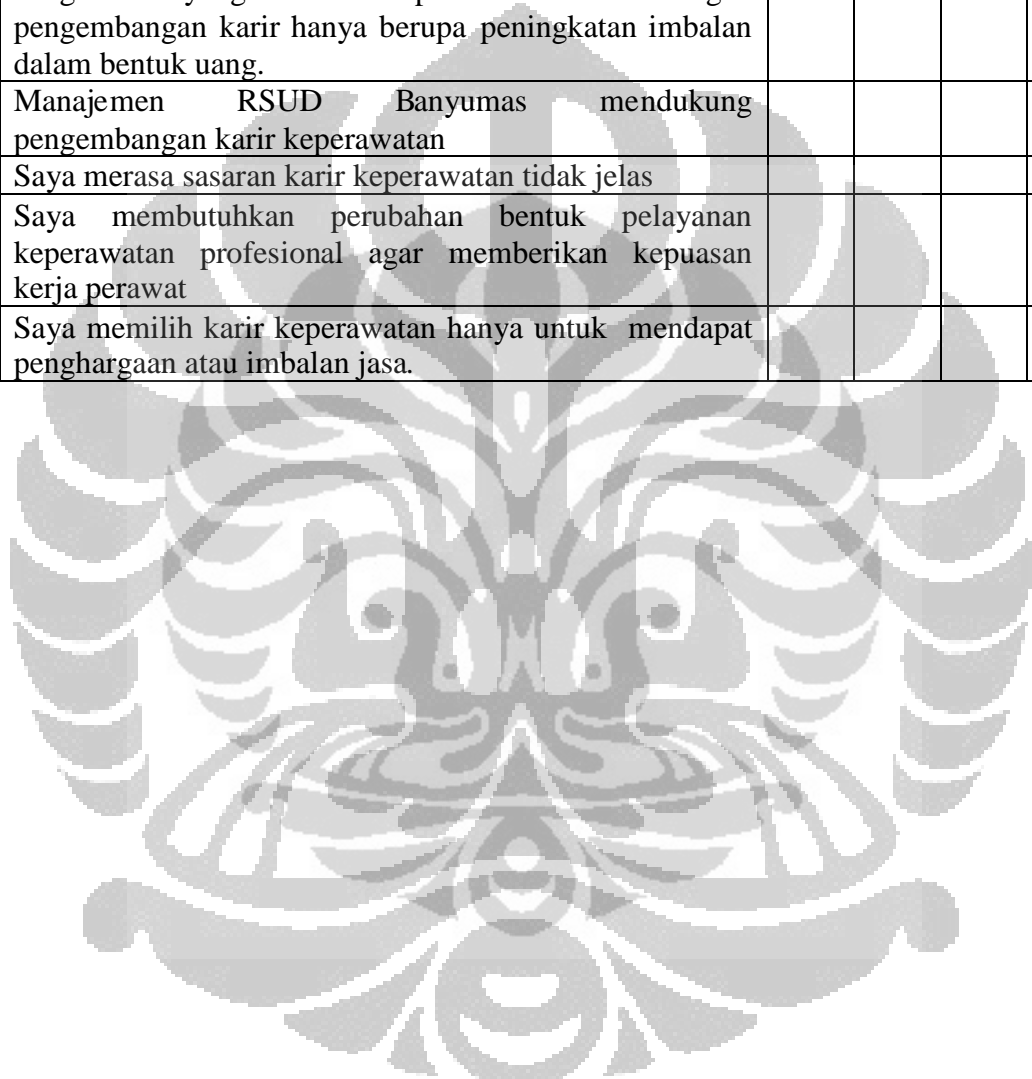 pengembangan karir hanya berupa peningkatan imbalan
dalam bentuk uang.
Manajemen RSUD Banyumas mendukung
pengembangan karir keperawatan
Saya merasa sasaran karir keperawatan tidak jelas
Saya membutuhkan perubahan bentuk pelayanan
keperawatan profesional agar memberikan kepuasan
kerja perawat
Saya memilih karir keperawatan hanya untuk mendapat
penghargaan atau imbalan jasa.